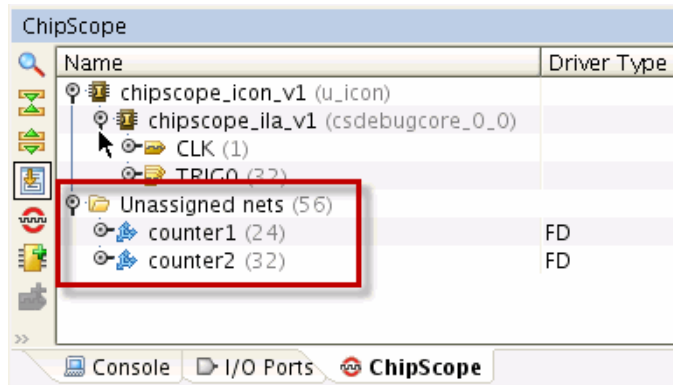 ChipScope
Name Driver Type
chipscope_icon_v1 (u_icon)
chipscope_ila_v1 (csdebugcore_0_0)
CLK (1)
TRIG0 (32)
Unassigned nets (56)
counter1 (24) FD
counter2 (32) FD
>>
Console I/O Ports ChipScope